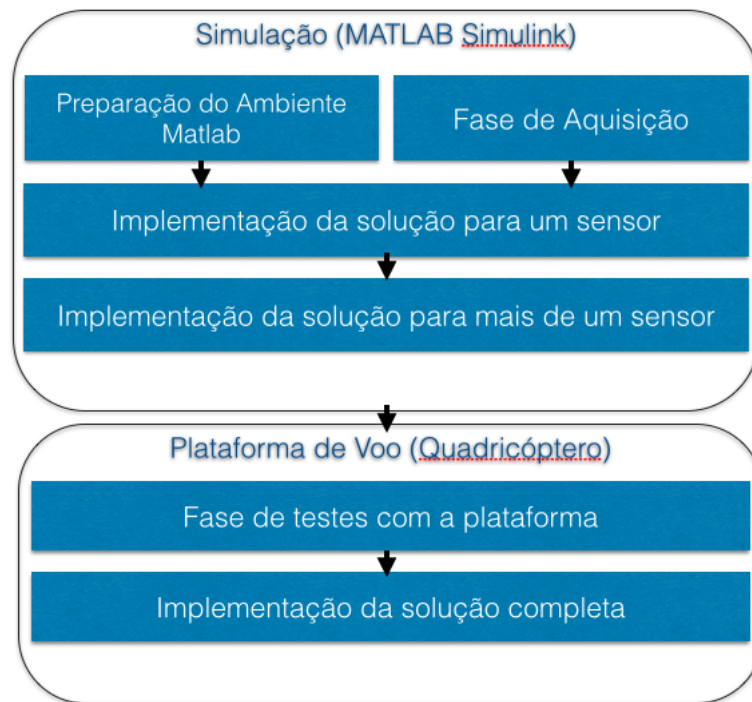 Simulação (MATLAB Simulink)
Preparação do Ambiente
Matlab
Fase de Aquisição
Implementação da solução para um sensor
Implementação da solução para mais de um sensor
Plataforma de Voo (Quadricóptero)
Fase de testes com a plataforma
Implementação da solução completa